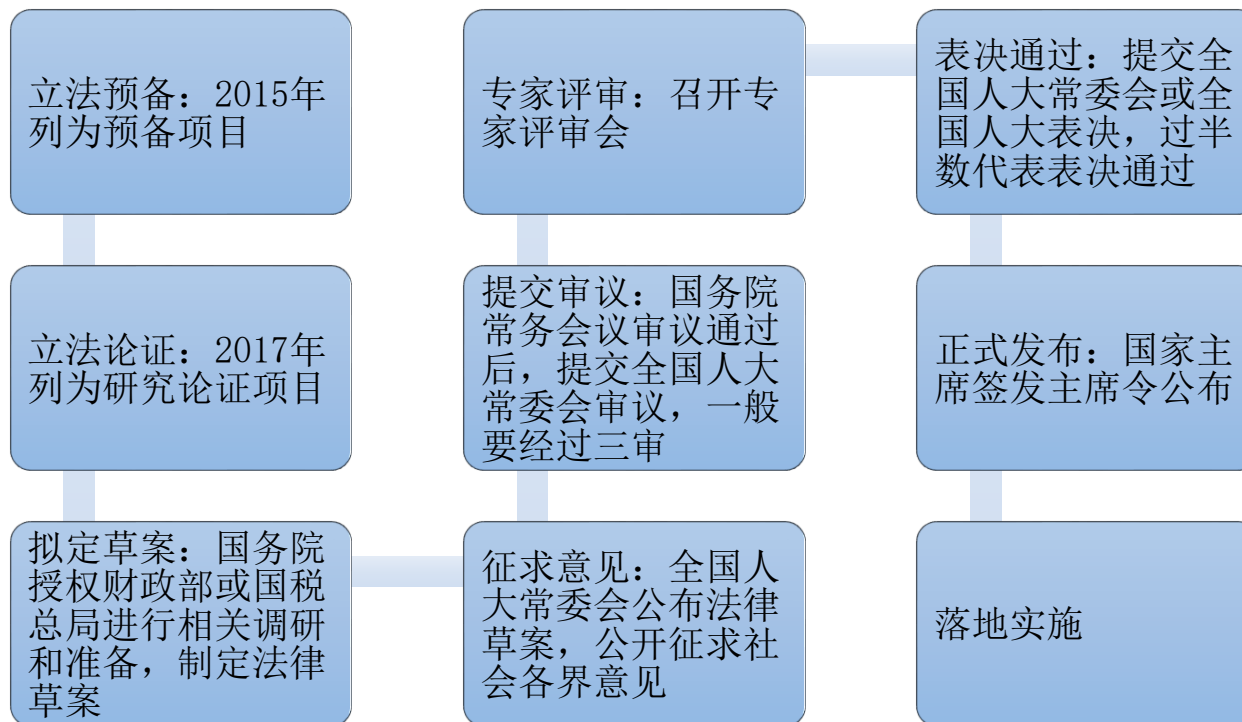 立法预备：2015年
列为预备项目
立法论证：2017年
列为研究论证项目
拟定草案：国务院
授权财政部或国税
总局进行相关调研
和准备，制定法律
草案
征求意见：全国人
大常委会公布法律
草案，公开征求社
会各界意见
提交审议：国务院
常务会议审议通过
后，提交全国人大
常委会审议，一般
要经过三审
专家评审：召开专
家评审会
表决通过：提交全
国人大常委会或全
国人大表决，过半
数代表表决通过
正式发布：国家主
席签发主席令公布
落地实施